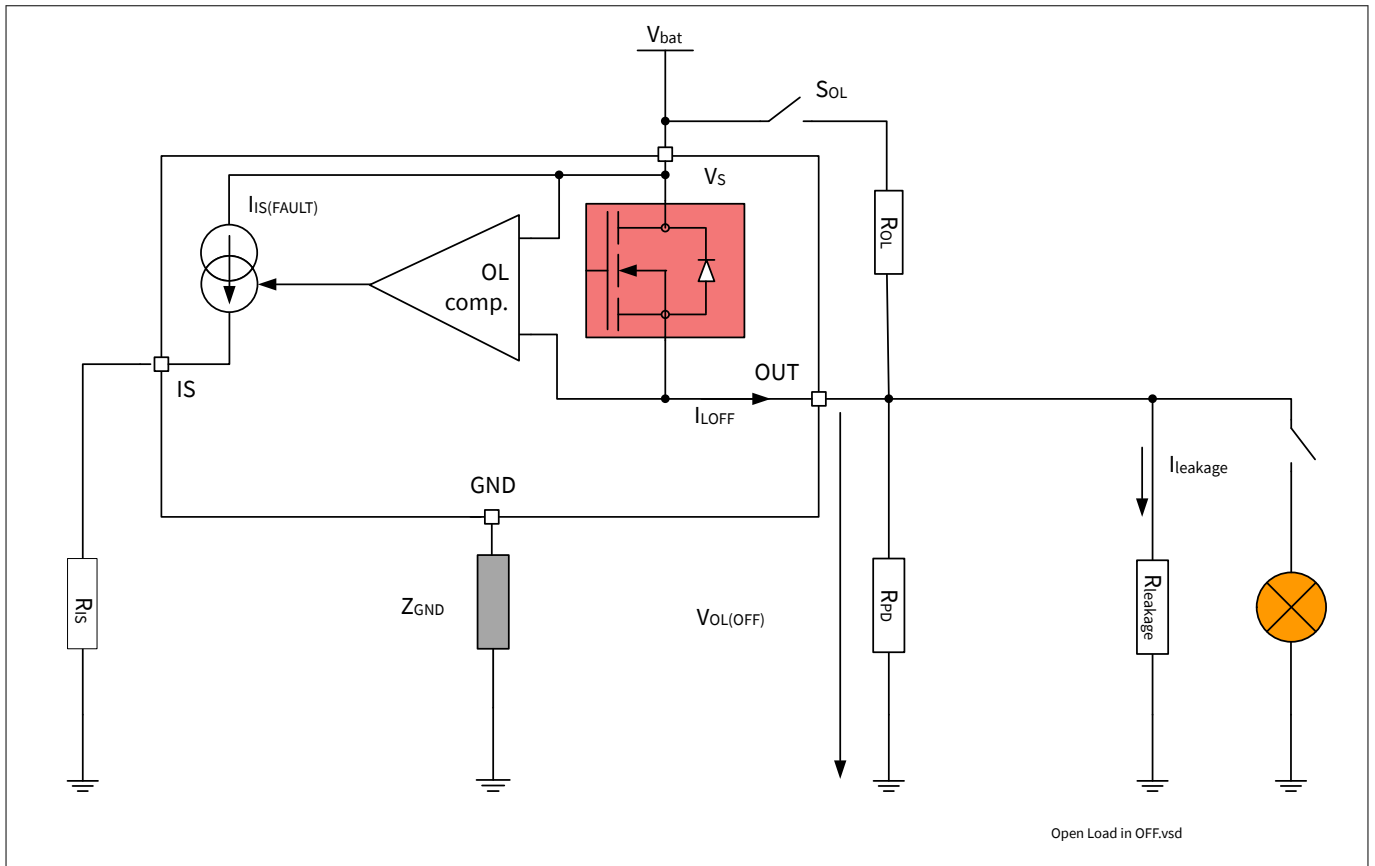 Vbat
SOL
VS
IIS(FAULT)
ROL
OL
comp.
OUT
IS
ILOFF
Ileakage
GND
RIS
ZGND
VOL(OFF)
RPD
Rleakage
Open Load in OFF.vsd